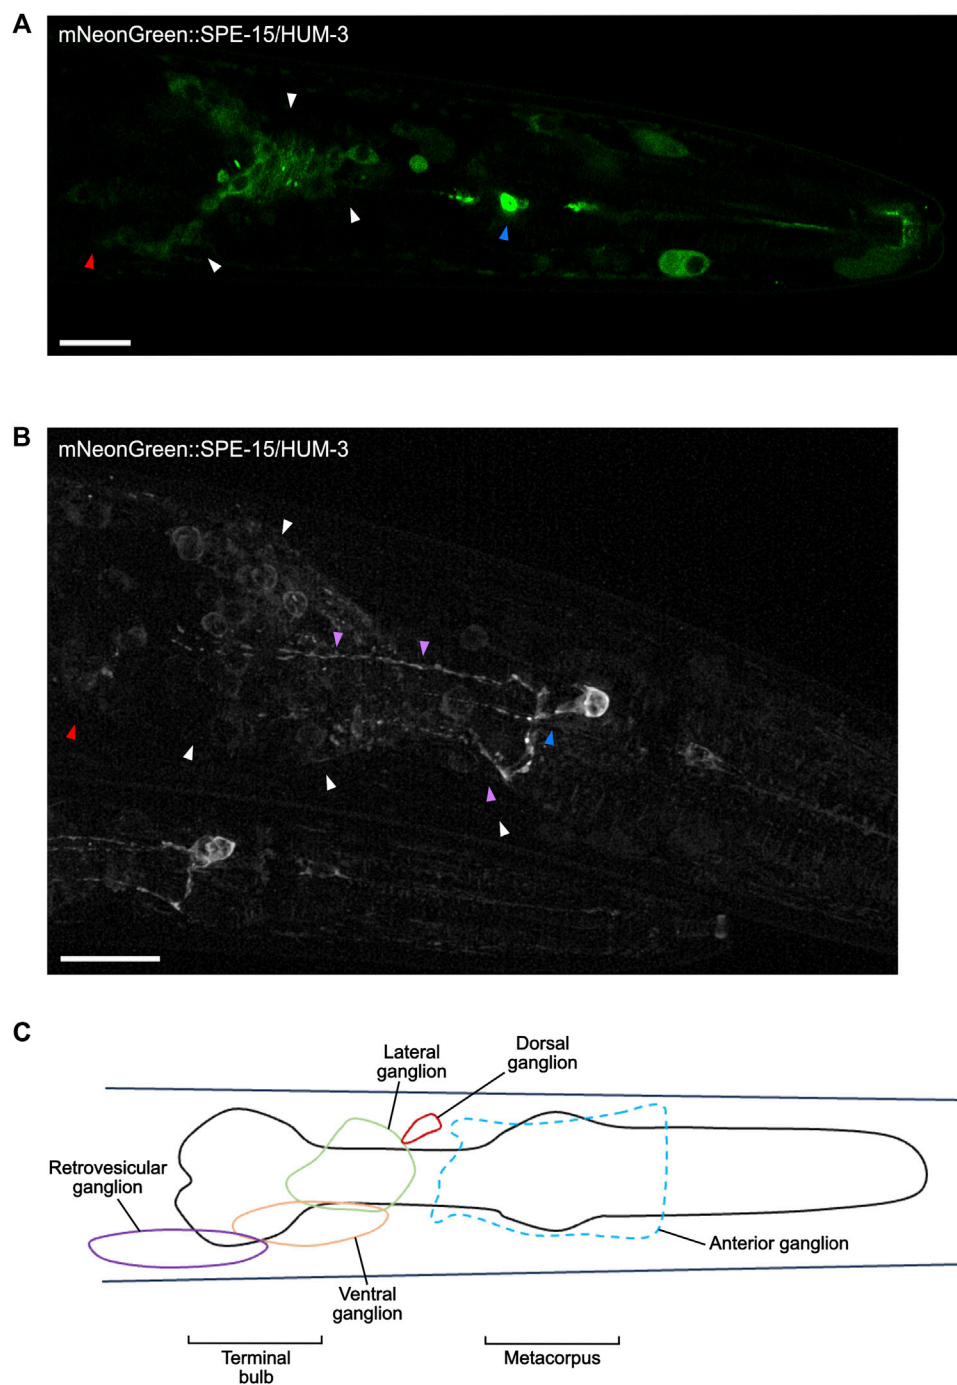 A
mNeonGreen::SPE-15/HUM-3
B
mNeonGreen::SPE-15/HUM-3
C
Dorsal
ganglion
Lateral
ganglion
Retrovesicular
ganglion
Anterior ganglion
Ventral
ganglion
Terminal
bulb
Metacorpus